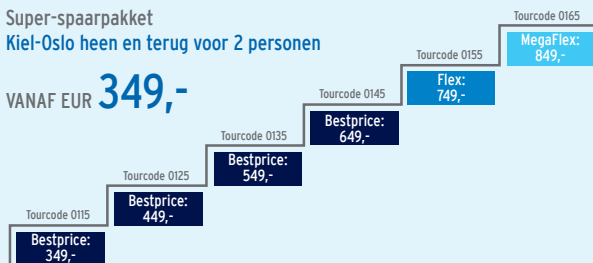 Super-spaarpakket
Kiel-Oslo heen en terug voor 2 personen
VANAF EUR 349,-
Tourcode 0165
MegaFlex:
849,-
Tourcode 0155
Flex:
749,-
Tourcode 0145
Bestprice:
649,-
Tourcode 0135
Bestprice:
549,-
Tourcode 0125
Bestprice:
449,-
Tourcode 0115
Bestprice:
349,-